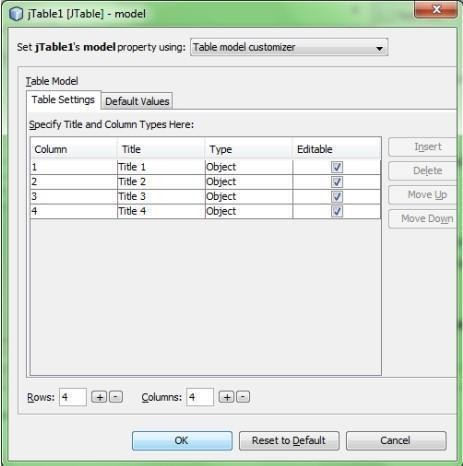 jTable1 [JTable] - model
Set jTable1's model property using: Table model customizer
Table Model
Table Settings Default Values
Specify Title and Column Types Here:
Column Title Type Editable
1 Title 1 Object
2 Title 2 Object
3 Title 3 Object
4 Title 4 Object
Insert
Delete
Move Up
Move Down
Rows: 4 + - Columns: 4 + -
OK Reset to Default Cancel